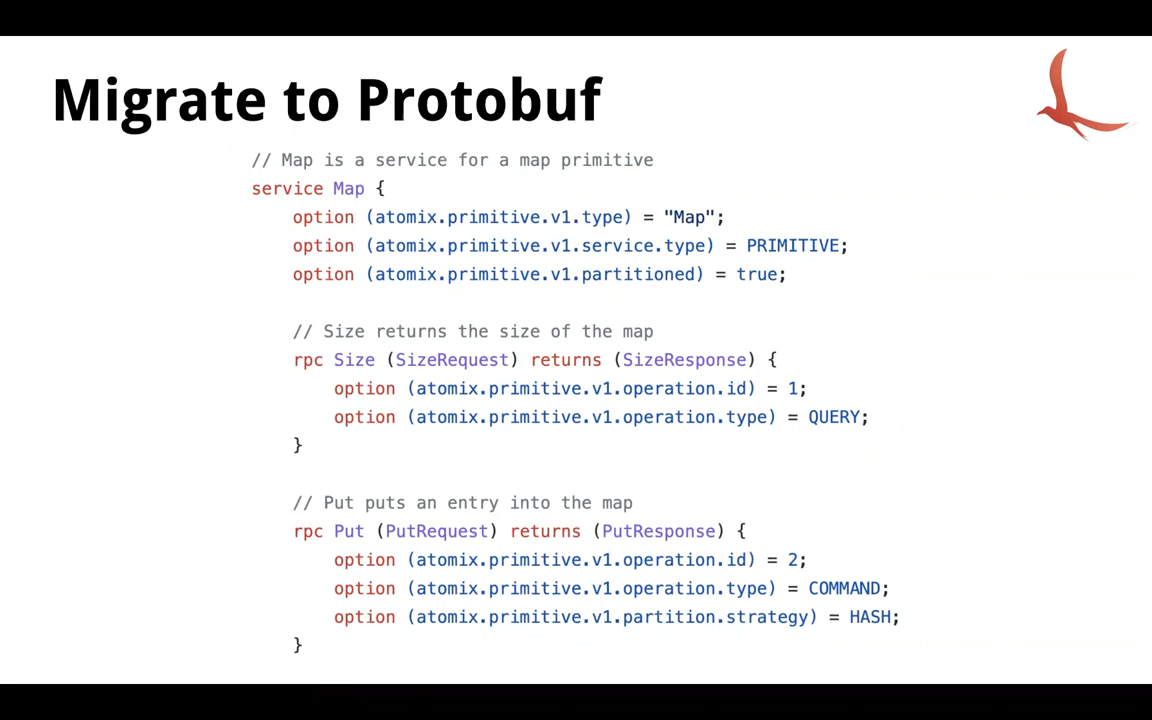 Migrate to Protobuf
// Map is a service for a map primitive
service Map {
    option (atomix.primitive.v1.type) = "Map";
    option (atomix.primitive.v1.service.type) = PRIMITIVE;
    option (atomix.primitive.v1.partitioned) = true;

    // Size returns the size of the map
    rpc Size (SizeRequest) returns (SizeResponse) {
        option (atomix.primitive.v1.operation.id) = 1;
        option (atomix.primitive.v1.operation.type) = QUERY;
    }

    // Put puts an entry into the map
    rpc Put (PutRequest) returns (PutResponse) {
        option (atomix.primitive.v1.operation.id) = 2;
        option (atomix.primitive.v1.operation.type) = COMMAND;
        option (atomix.primitive.v1.partition.strategy) = HASH;
    }